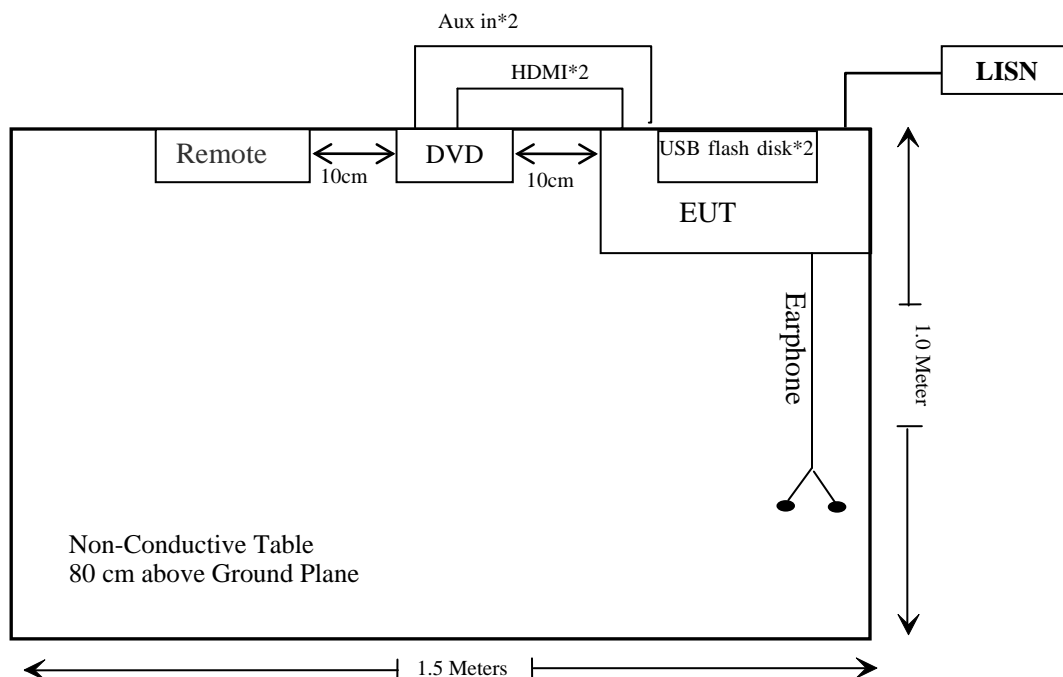 Aux in*2
HDMI*2
LISN
Remote
10cm
DVD
10cm
USB flash disk*2
EUT
Earphone
1.0 Meter
Non-Conductive Table
80 cm above Ground Plane
1.5 Meters